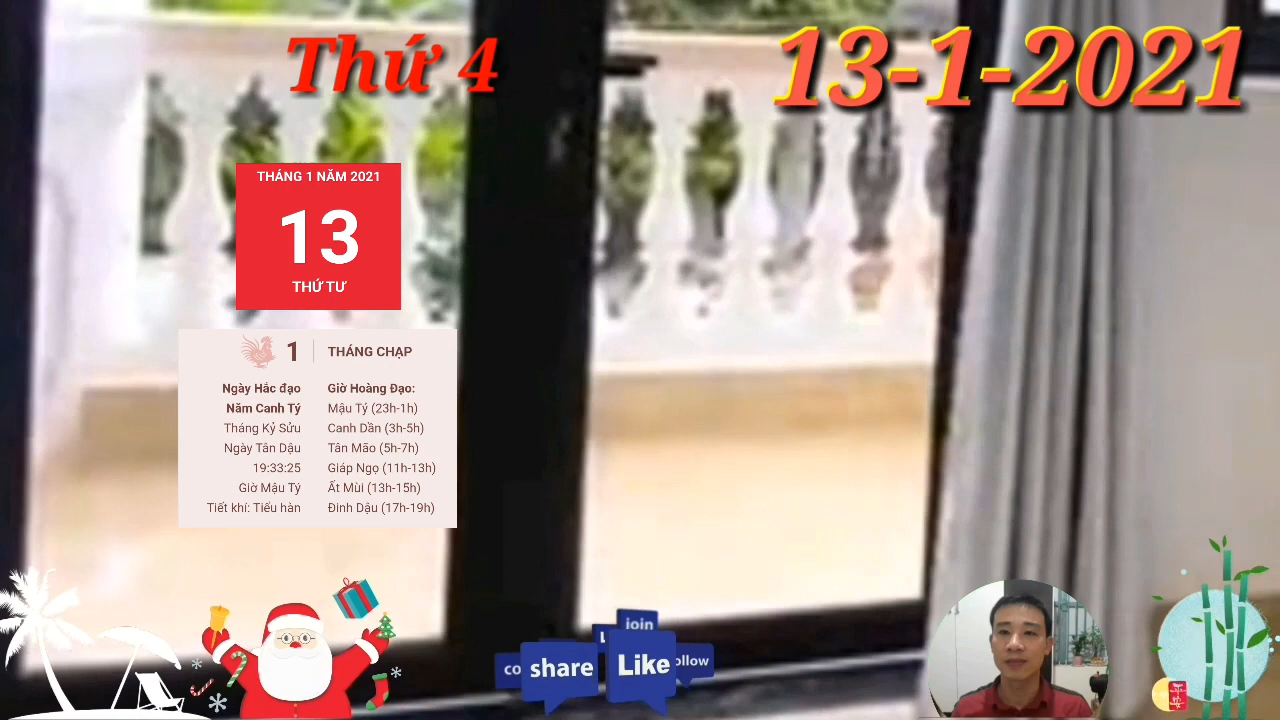 Thứ 4
13-1-2021
THÁNG 1 NĂM 2021
13
THỨ TƯ
1 THÁNG CHẠP
Ngày Hắc đạo
Năm Canh Tý
Tháng Kỷ Sửu
Ngày Tân Dậu
19:33:25
Giờ Mậu Tý
Tiết khí: Tiểu hàn
Giờ Hoàng Đạo:
Mậu Tý (23h-1h)
Canh Dần (3h-5h)
Tân Mão (5h-7h)
Giáp Ngọ (11h-13h)
Ất Mùi (13h-15h)
Đinh Dậu (17h-19h)
join
co share Like ollow